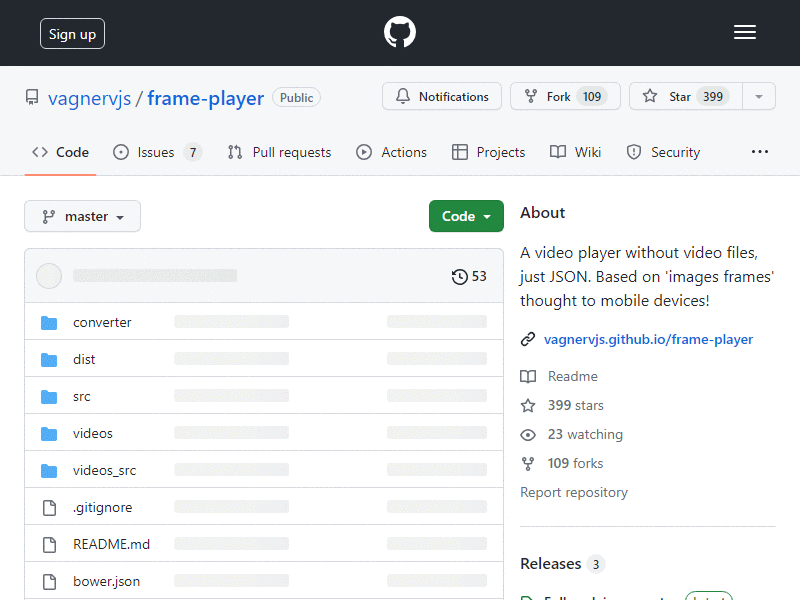 Sign up
vagnervjs / frame-player Public
Notifications
Fork 109
Star 399
Code
Issues 7
Pull requests
Actions
Projects
Wiki
Security
master
Code
53
converter
dist
src
videos
videos_src
.gitignore
README.md
bower.json
About
A video player without video files,
just JSON. Based on 'images frames'
thought to mobile devices!
vagnervjs.github.io/frame-player
Readme
399 stars
23 watching
109 forks
Report repository
Releases 3